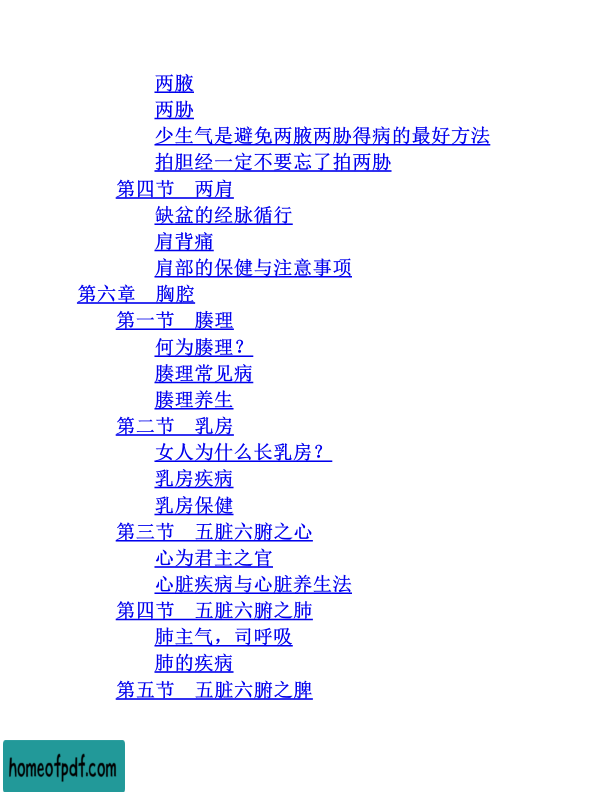 两腋
两胁
少生气是避免两腋两胁得病的最好方法
拍胆经一定不要忘了拍两胁
第四节　两肩
缺盆的经脉循行
肩背痛
肩部的保健与注意事项
第六章　胸腔
第一节　腠理
何为腠理？
腠理常见病
腠理养生
第二节　乳房
女人为什么长乳房？
乳房疾病
乳房保健
第三节　五脏六腑之心
心为君主之官
心脏疾病与心脏养生法
第四节　五脏六腑之肺
肺主气，司呼吸
肺的疾病
第五节　五脏六腑之脾
homeofpdf.com